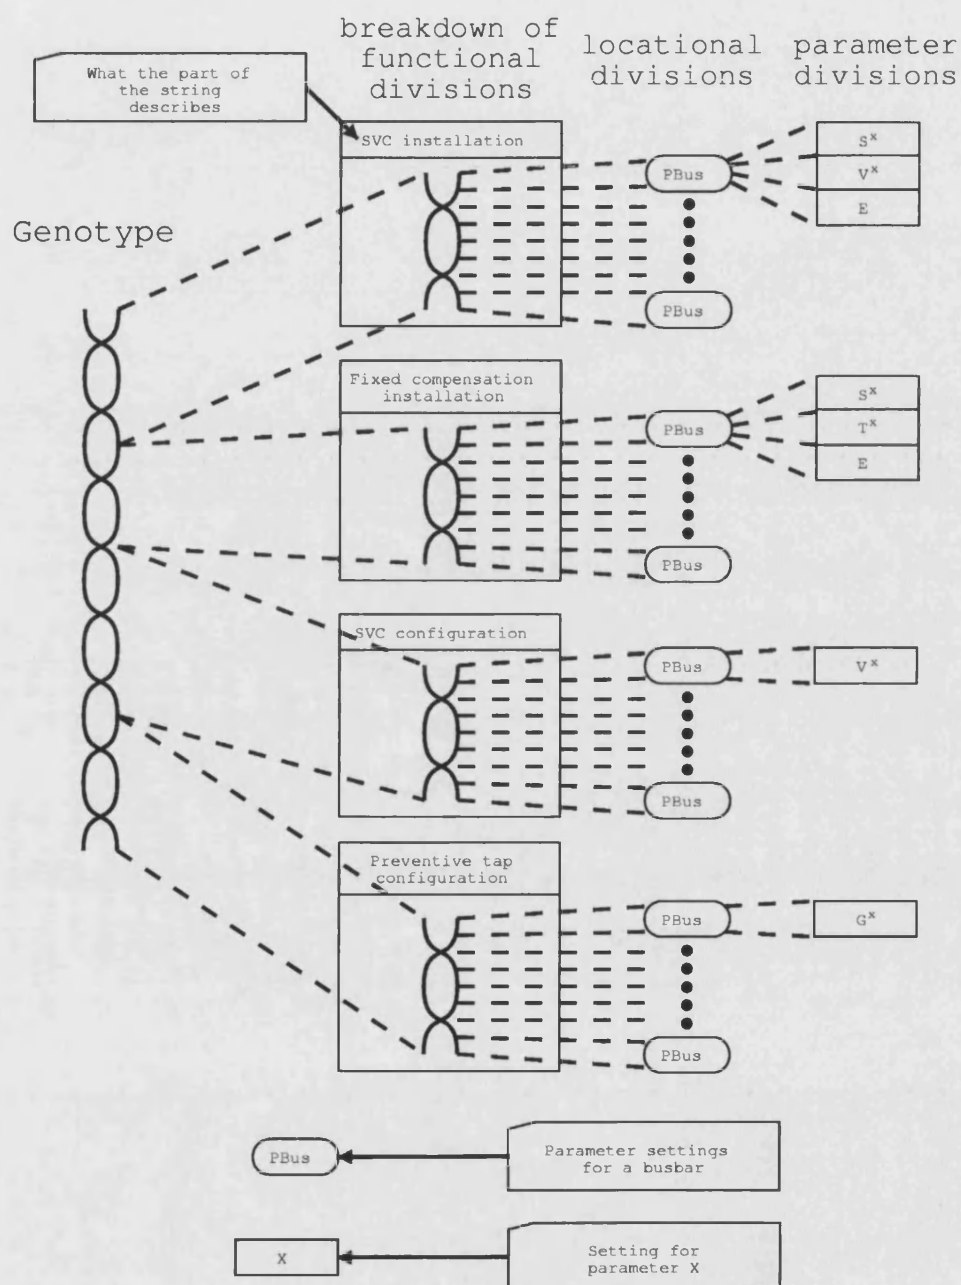 breakdown of
functional
divisions
locational
divisions
parameter
divisions
What the part of
the string
describes
Genotype
SVC installation
PBus
PBus
S^x
V^x
E
Fixed compensation
installation
PBus
PBus
S^x
T^x
E
SVC configuration
PBus
PBus
V^x
Preventive tap
configuration
PBus
PBus
G^x
PBus
Parameter settings
for a busbar
X
Setting for
parameter X